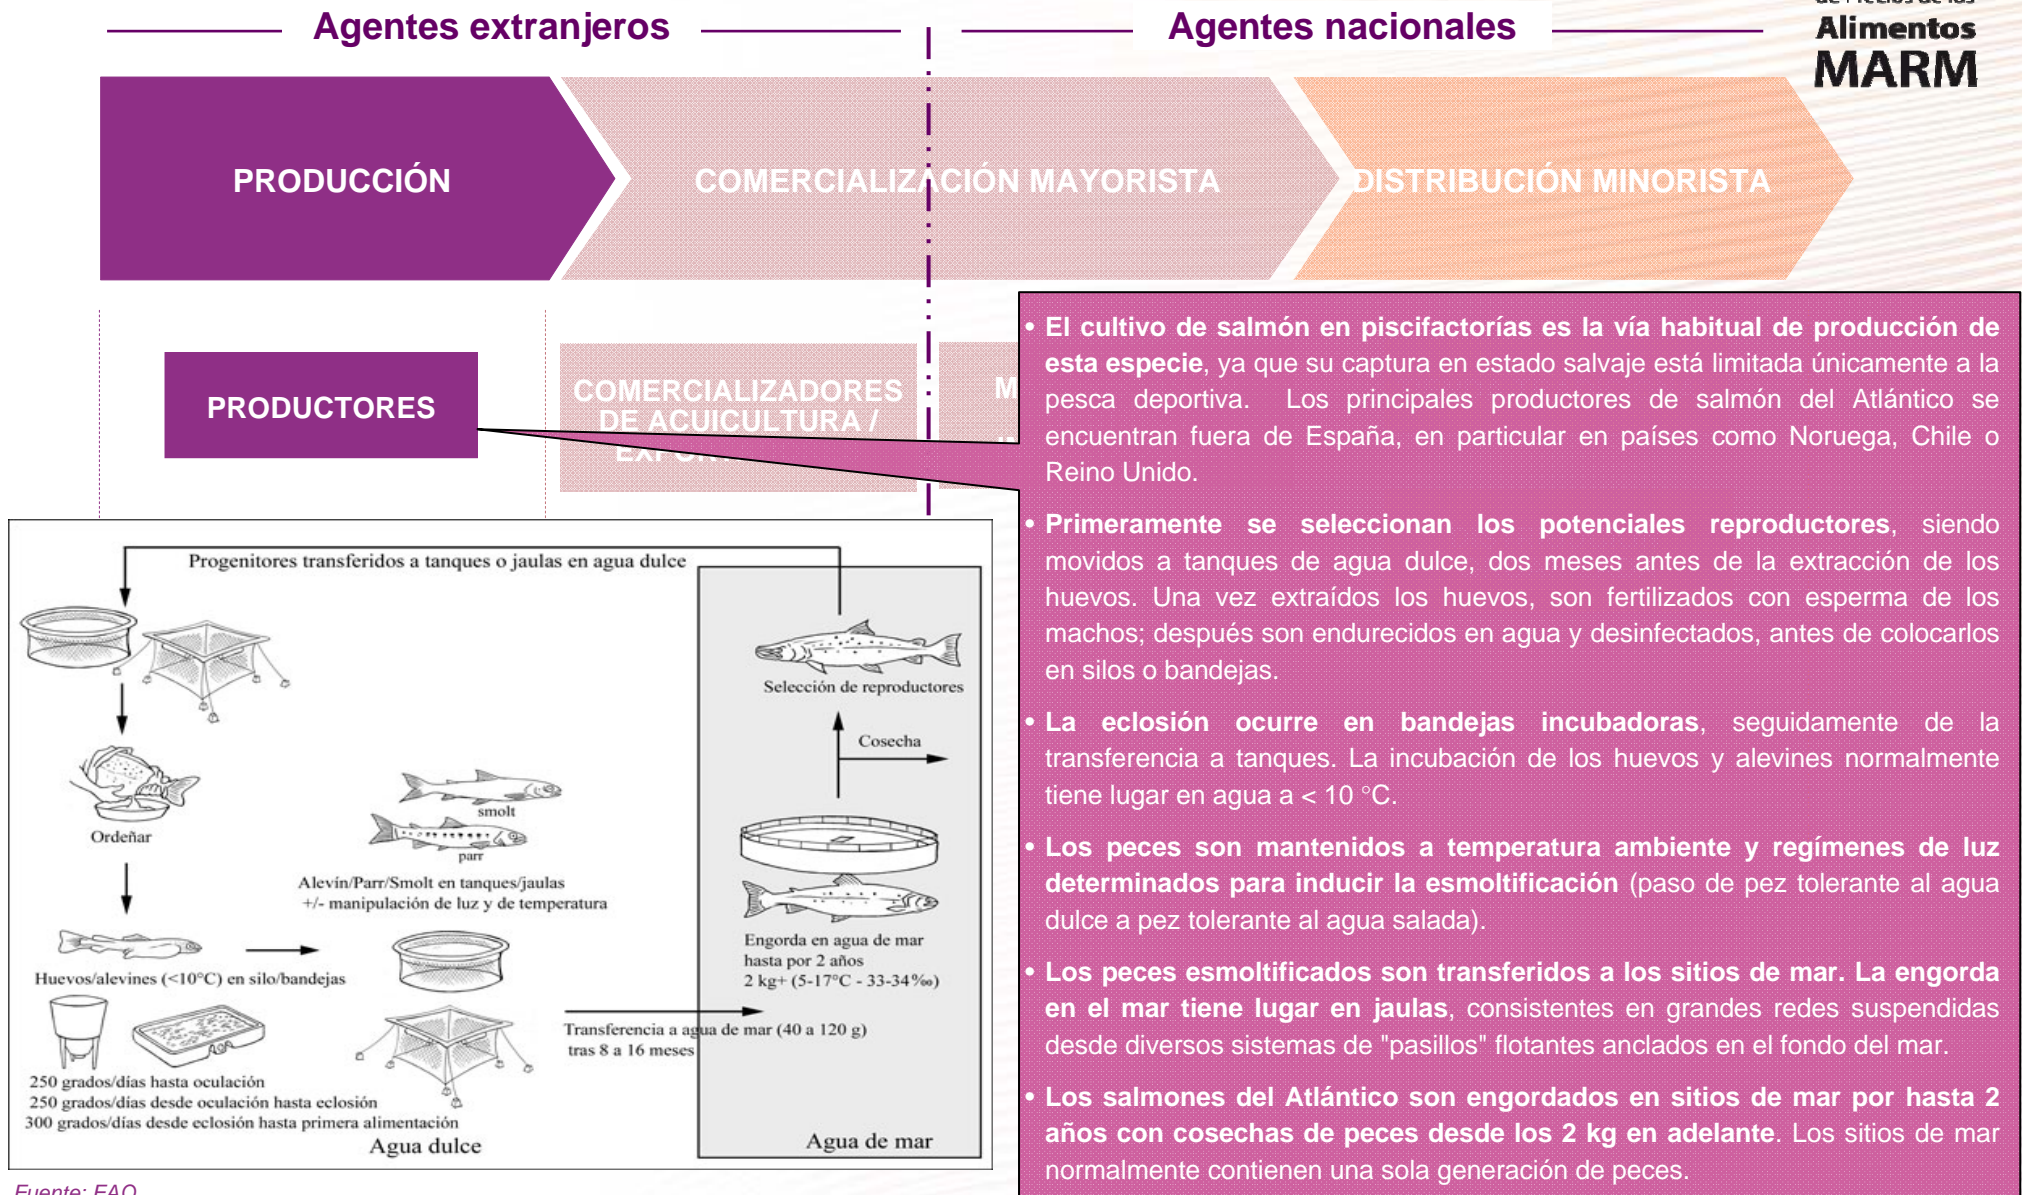 Agentes extranjeros
Agentes nacionales
de Precios de los
Alimentos
MARM
PRODUCCIÓN
COMERCIALIZACIÓN MAYORISTA
DISTRIBUCIÓN MINORISTA
PRODUCTORES
COMERCIALIZADORES
DE ACUICULTURA /
M
• El cultivo de salmón en piscifactorías es la vía habitual de producción de
esta especie, ya que su captura en estado salvaje está limitada únicamente a la
pesca deportiva. Los principales productores de salmón del Atlántico se
encuentran fuera de España, en particular en países como Noruega, Chile o
Reino Unido.
• Primeramente se seleccionan los potenciales reproductores, siendo
movidos a tanques de agua dulce, dos meses antes de la extracción de los
huevos. Una vez extraídos los huevos, son fertilizados con esperma de los
machos; después son endurecidos en agua y desinfectados, antes de colocarlos
en silos o bandejas.
• La eclosión ocurre en bandejas incubadoras, seguidamente de la
transferencia a tanques. La incubación de los huevos y alevines normalmente
tiene lugar en agua a < 10 °C.
• Los peces son mantenidos a temperatura ambiente y regímenes de luz
determinados para inducir la esmoltificación (paso de pez tolerante al agua
dulce a pez tolerante al agua salada).
• Los peces esmoltificados son transferidos a los sitios de mar. La engorda
en el mar tiene lugar en jaulas, consistentes en grandes redes suspendidas
desde diversos sistemas de "pasillos" flotantes anclados en el fondo del mar.
• Los salmones del Atlántico son engordados en sitios de mar por hasta 2
años con cosechas de peces desde los 2 kg en adelante. Los sitios de mar
normalmente contienen una sola generación de peces.
Progenitores transferidos a tanques o jaulas en agua dulce
Selección de reproductores
Cosecha
Ordeñar
smolt
parr
Alevín/Parr/Smolt en tanques/jaulas
+/- manipulación de luz y de temperatura
Engorda en agua de mar
hasta por 2 años
2 kg+ (5-17°C - 33-34‰)
Huevos/alevines (<10°C) en silo/bandejas
Transferencia a agua de mar (40 a 120 g)
tras 8 a 16 meses
250 grados/días hasta oculación
250 grados/días desde oculación hasta eclosión
300 grados/días desde eclosión hasta primera alimentación
Agua dulce
Agua de mar
Fuente: FAO